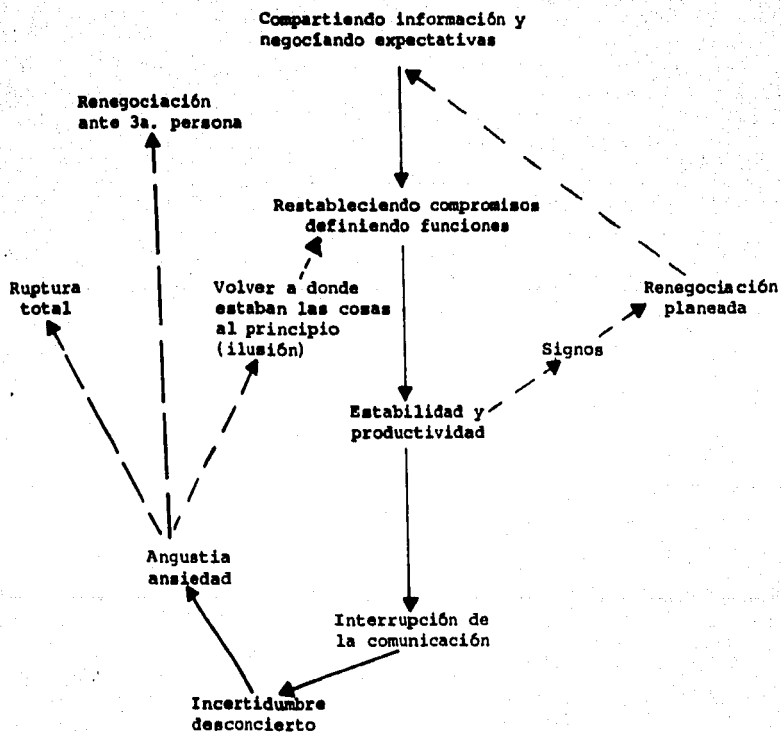 Compartiendo información y
negociando expectativas
Renegociación
ante 3a. persona
Restableciendo compromisos
definiendo funciones
Ruptura
total
Volver a donde
estaban las cosas
al principio
(ilusión)
Renegociación
planeada
Signos
Estabilidad y
productividad
Angustia
ansiedad
Interrupción de
la comunicación
Incertidumbre
desconcierto